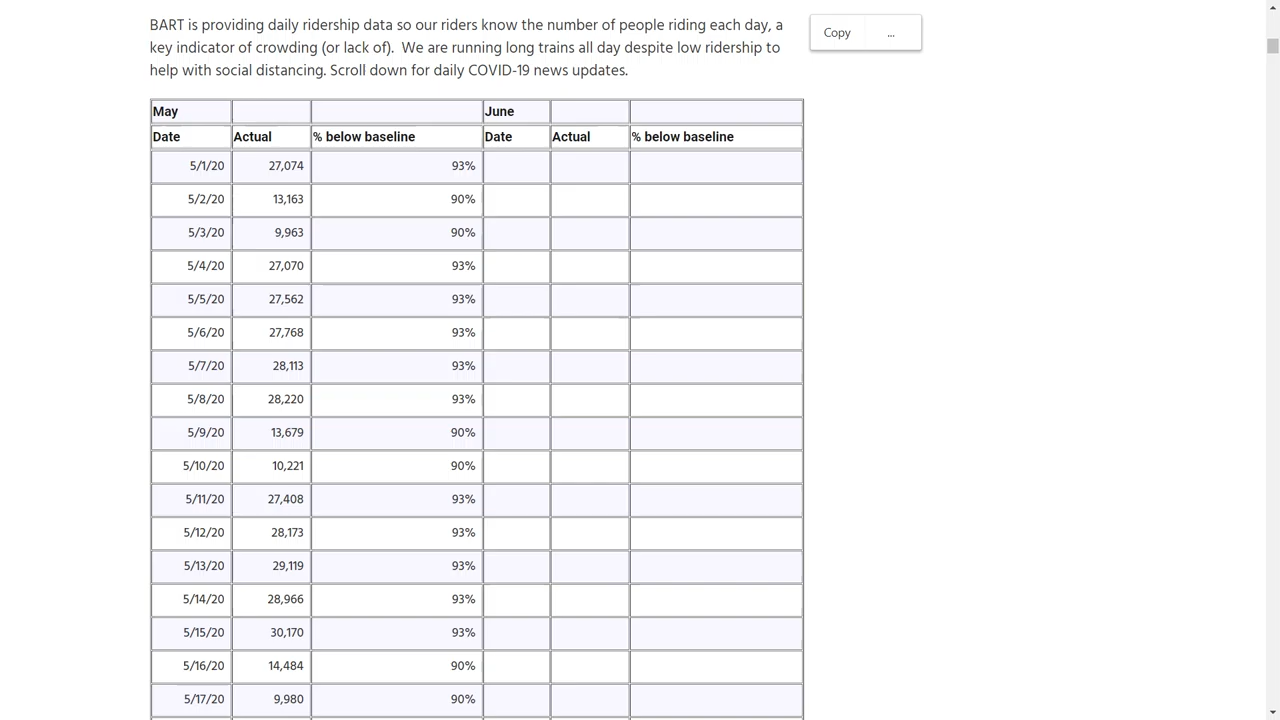 BART is providing daily ridership data so our riders know the number of people riding each day, a
key indicator of crowding (or lack of).  We are running long trains all day despite low ridership to
help with social distancing. Scroll down for daily COVID-19 news updates.
Copy ...
May June
Date Actual % below baseline Date Actual % below baseline
5/1/20 27,074 93%
5/2/20 13,163 90%
5/3/20 9,963 90%
5/4/20 27,070 93%
5/5/20 27,562 93%
5/6/20 27,768 93%
5/7/20 28,113 93%
5/8/20 28,220 93%
5/9/20 13,679 90%
5/10/20 10,221 90%
5/11/20 27,408 93%
5/12/20 28,173 93%
5/13/20 29,119 93%
5/14/20 28,966 93%
5/15/20 30,170 93%
5/16/20 14,484 90%
5/17/20 9,980 90%